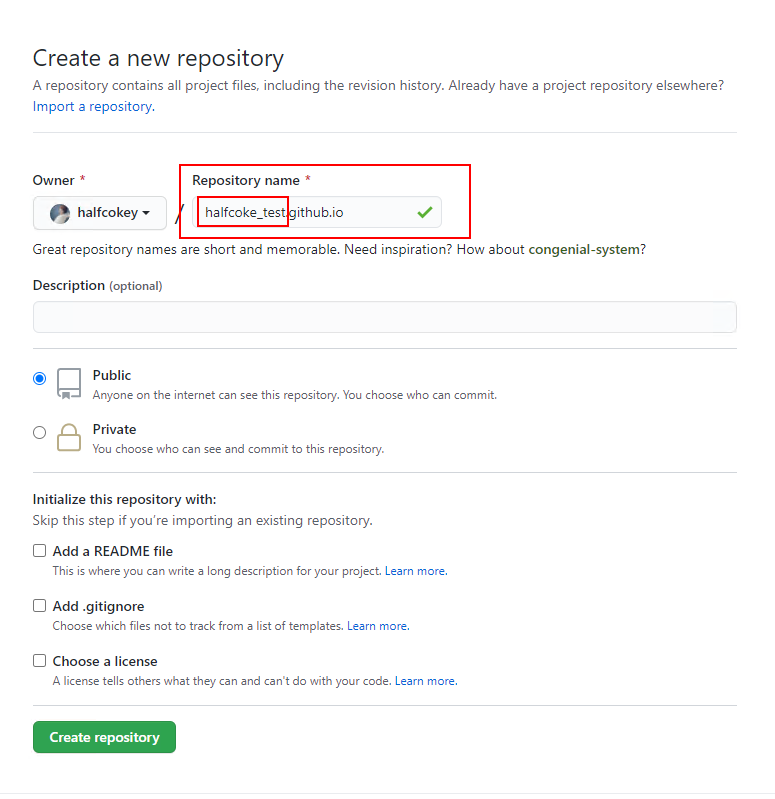 Create a new repository
A repository contains all project files, including the revision history. Already have a project repository elsewhere?
Import a repository.
Owner *
Repository name *
halfcokey
/
halfcoke_test.github.io
Great repository names are short and memorable. Need inspiration? How about congenial-system?
Description (optional)
Public
Anyone on the internet can see this repository. You choose who can commit.
Private
You choose who can see and commit to this repository.
Initialize this repository with:
Skip this step if you’re importing an existing repository.
Add a README file
This is where you can write a long description for your project. Learn more.
Add .gitignore
Choose which files not to track from a list of templates. Learn more.
Choose a license
A license tells others what they can and can't do with your code. Learn more.
Create repository